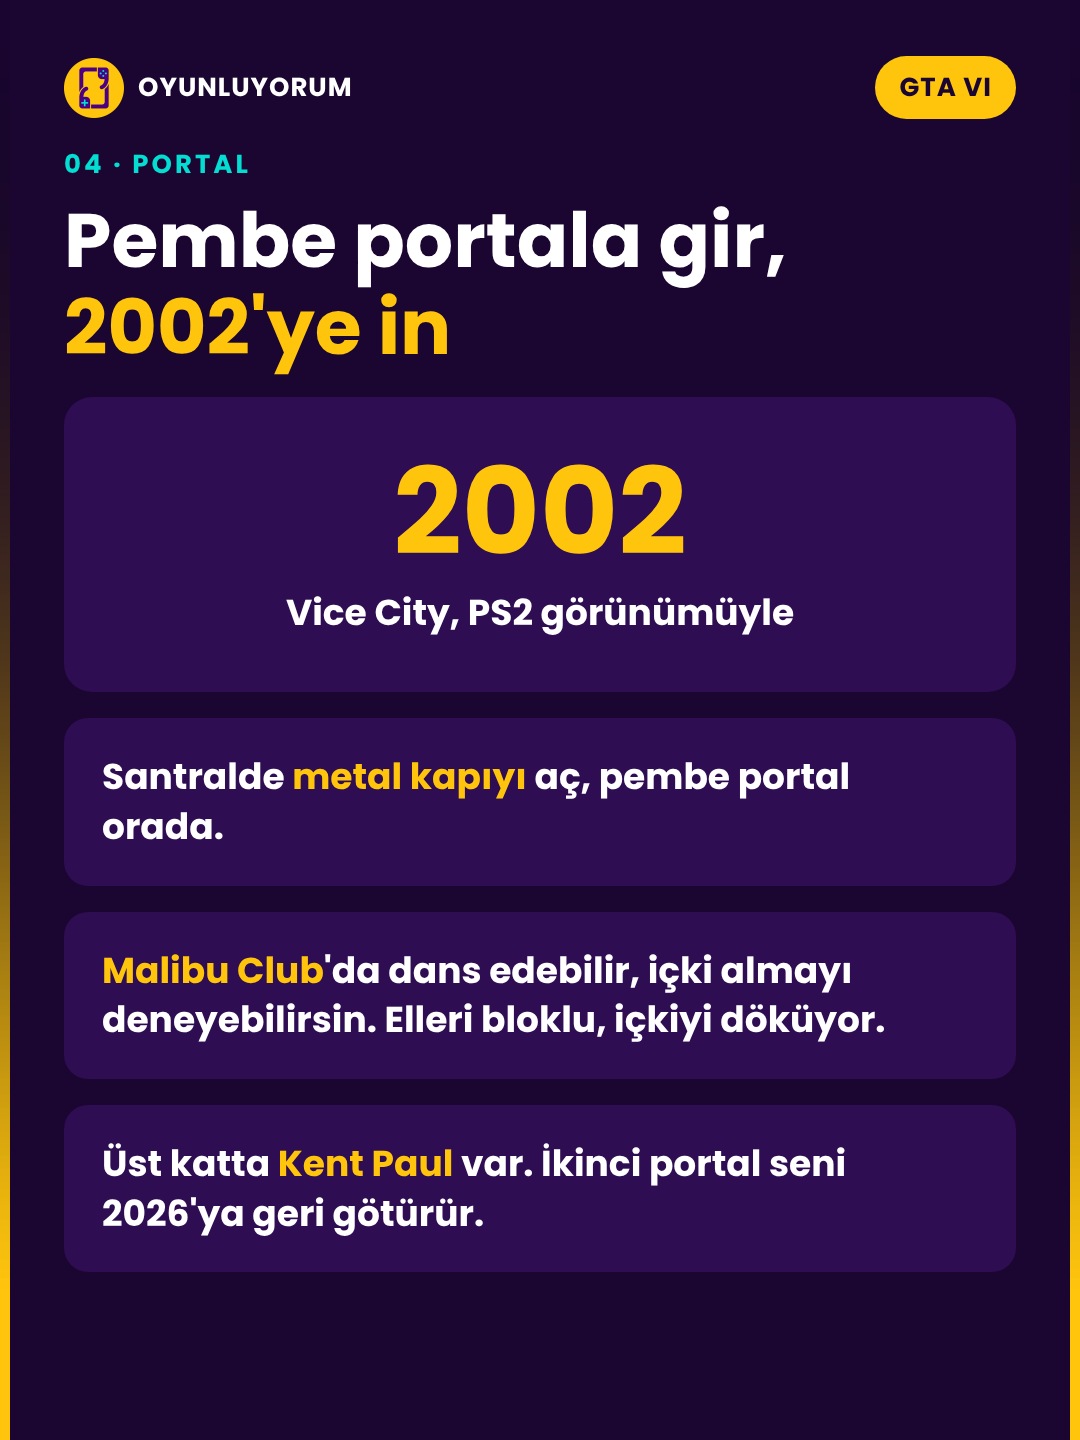 OYUNLUYORUM
GTA VI
04 · PORTAL
Pembe portala gir,
2002'ye in
2002
Vice City, PS2 görünümüyle
Santralde metal kapıyı aç, pembe portal
orada.
Malibu Club'da dans edebilir, içki almayı
deneyebilirsin. Elleri bloklu, içkiyi döküyor.
Üst katta Kent Paul var. İkinci portal seni
2026'ya geri götürür.